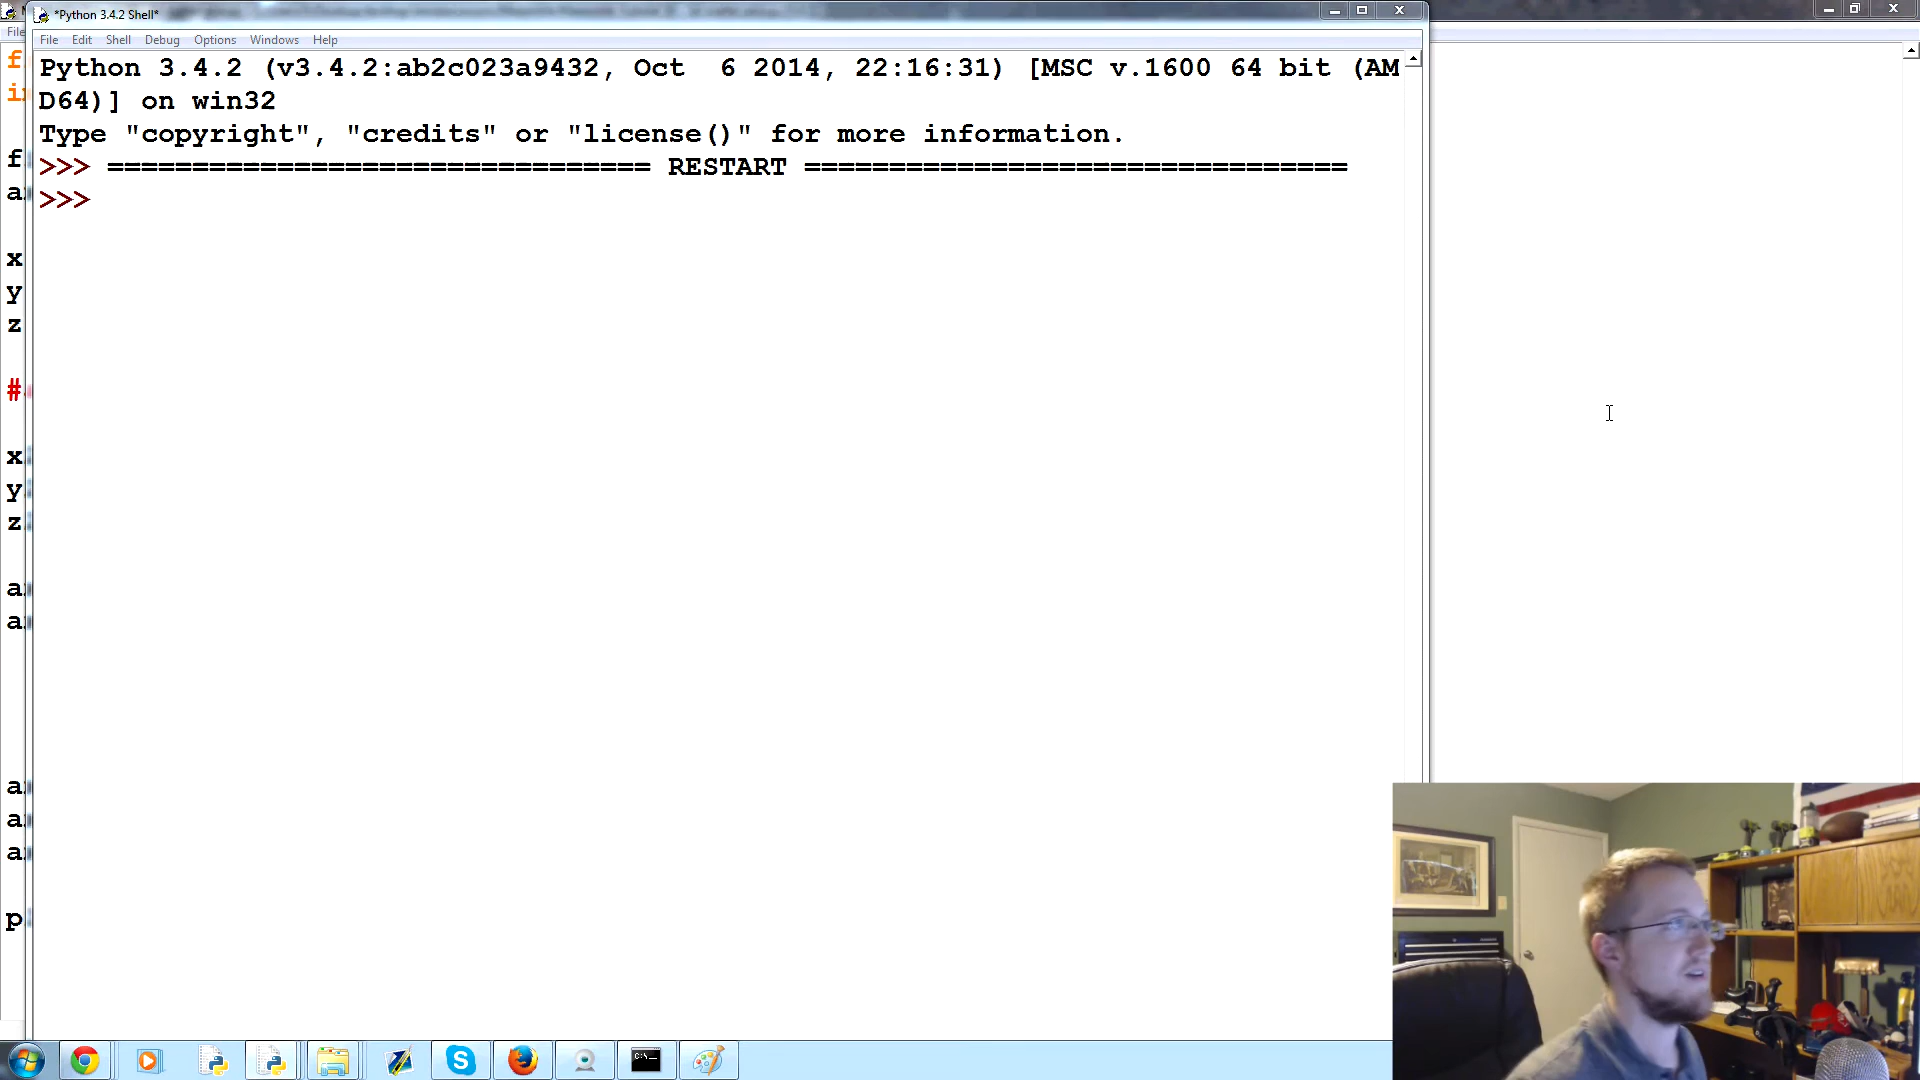 *Python 3.4.2 Shell*
File Edit Shell Debug Options Windows Help
Python 3.4.2 (v3.4.2:ab2c023a9432, Oct  6 2014, 22:16:31) [MSC v.1600 64 bit (AM
D64)] on win32
Type "copyright", "credits" or "license()" for more information.
>>> ================================ RESTART ================================
>>>
File
f
i
f
a
x
y
z
#
x
y
z
a
a
a
a
a
p
C:\_